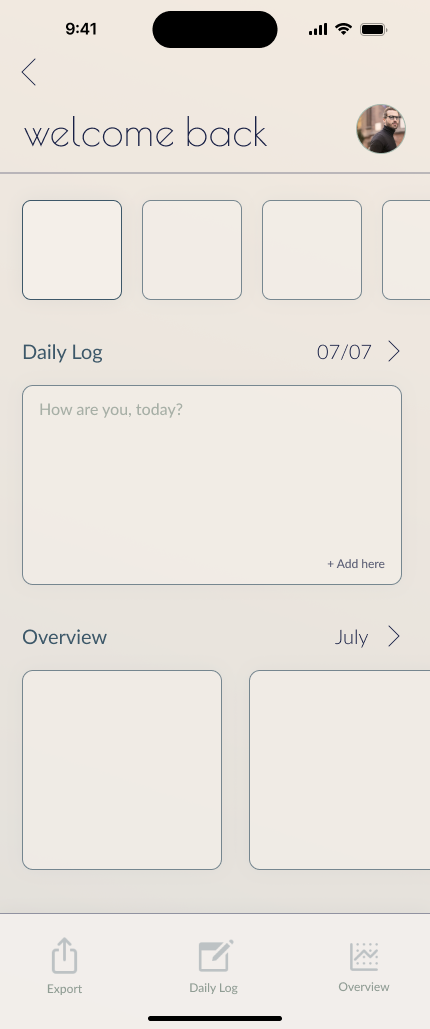 9:41
welcome back
Daily Log
07/07
How are you, today?
+ Add here
Overview
July
Export
Daily Log
Overview